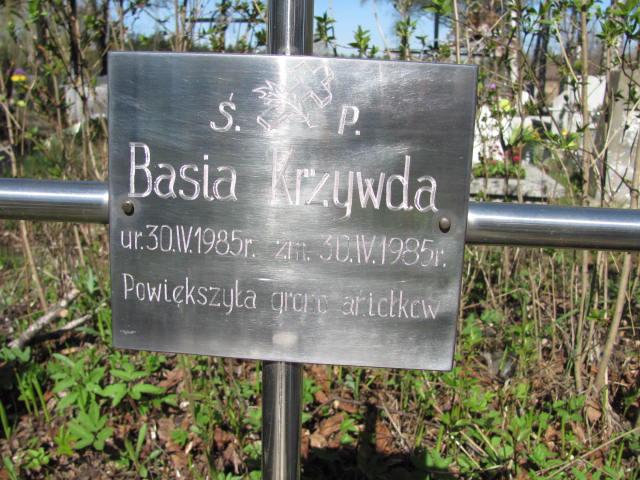 Ś. P.
Basia Krzywda
ur. 30.IV.1985r. zm. 30.IV.1985r.
Powiększyła grono aniołków